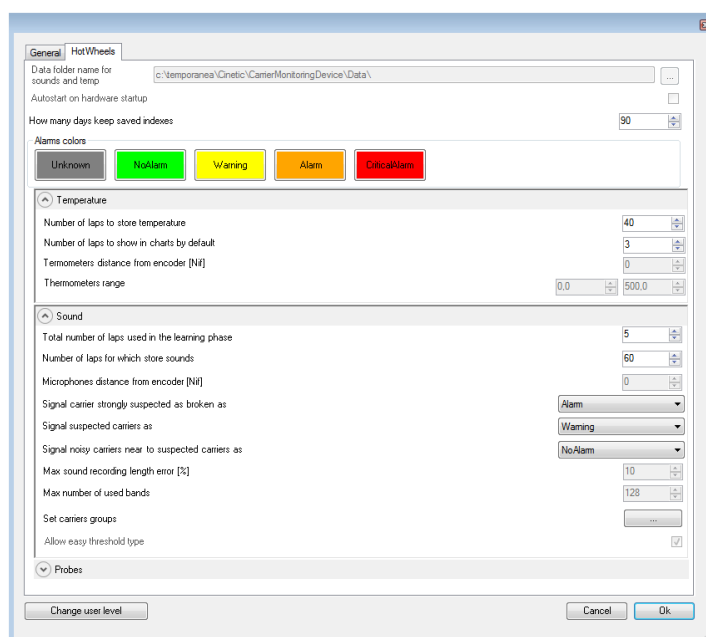 General HotWheels
Data folder name for
sounds and temp
c:\temporanea\Cinetic\CarrierMonitoringDevice\Data\ ...
Autostart on hardware startup
How many days keep saved indexes 90
Alarms colors
Unknown NoAlarm Warning Alarm CriticalAlarm
Temperature
Number of laps to store temperature 40
Number of laps to show in charts by default 3
Termometers distance from encoder [Nif] 0
Thermometers range 0,0 500,0
Sound
Total number of laps used in the learning phase 5
Number of laps for which store sounds 60
Microphones distance from encoder [Nif] 0
Signal carrier strongly suspected as broken as Alarm
Signal suspected carriers as Warning
Signal noisy carriers near to suspected carriers as NoAlarm
Max sound recording length error [%] 10
Max number of used bands 128
Set carriers groups ...
Allow easy threshold type
Probes
Change user level Cancel Ok